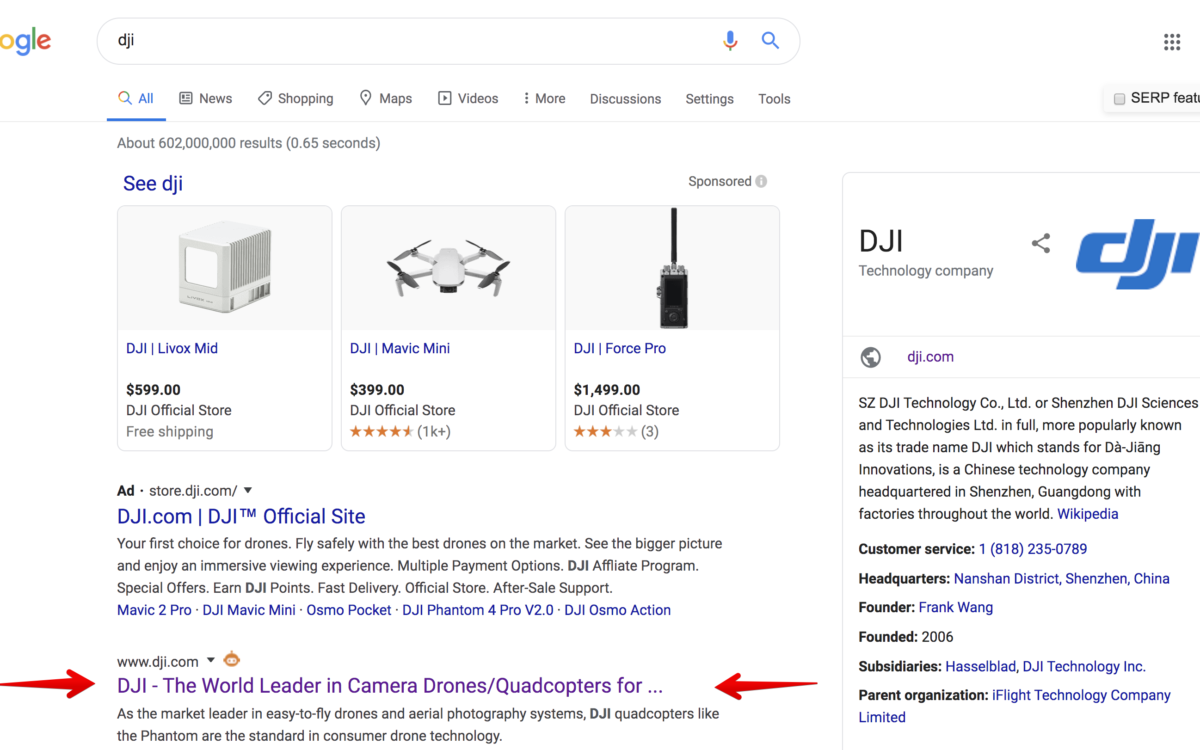 ogle
dji
All News Shopping Maps Videos More Discussions Settings Tools
SERP featu
About 602,000,000 results (0.65 seconds)
See dji
Sponsored
DJI | Livox Mid
$599.00
DJI Official Store
Free shipping
DJI | Mavic Mini
$399.00
DJI Official Store
(1k+)
DJI | Force Pro
$1,499.00
DJI Official Store
(3)
Ad · store.dji.com/
DJI.com | DJI™ Official Site
Your first choice for drones. Fly safely with the best drones on the market. See the bigger picture
and enjoy an immersive viewing experience. Multiple Payment Options. DJI Affliate Program.
Special Offers. Earn DJI Points. Fast Delivery. Official Store. After-Sale Support.
Mavic 2 Pro · DJI Mavic Mini · Osmo Pocket · DJI Phantom 4 Pro V2.0 · DJI Osmo Action
www.dji.com
DJI - The World Leader in Camera Drones/Quadcopters for ...
As the market leader in easy-to-fly drones and aerial photography systems, DJI quadcopters like
the Phantom are the standard in consumer drone technology.
DJI
Technology company
dji
dji.com
SZ DJI Technology Co., Ltd. or Shenzhen DJI Sciences
and Technologies Ltd. in full, more popularly known
as its trade name DJI which stands for Dà-Jiāng
Innovations, is a Chinese technology company
headquartered in Shenzhen, Guangdong with
factories throughout the world. Wikipedia
Customer service: 1 (818) 235-0789
Headquarters: Nanshan District, Shenzhen, China
Founder: Frank Wang
Founded: 2006
Subsidiaries: Hasselblad, DJI Technology Inc.
Parent organization: iFlight Technology Company
Limited